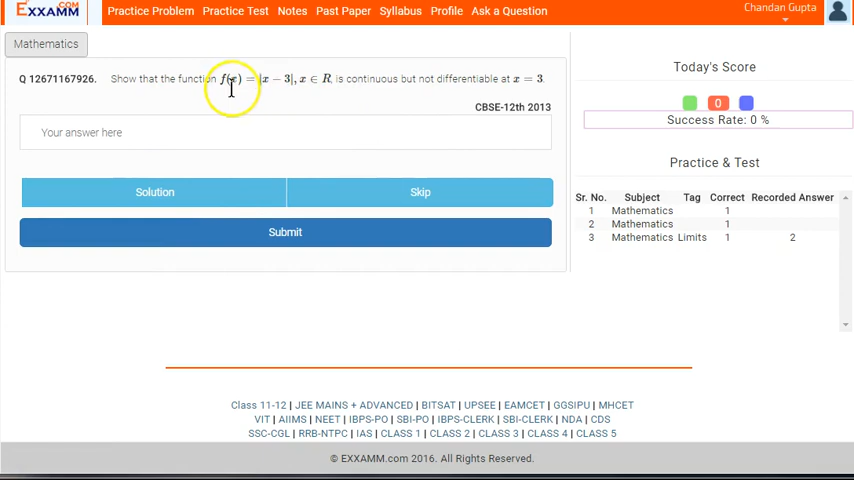 EXXAMM.COM Practice Problem Practice Test Notes Past Paper Syllabus Profile Ask a Question Chandan Gupta
Mathematics
Q 12671167926. Show that the function f(x) = |x − 3|, x ∈ R, is continuous but not differentiable at x = 3.
CBSE-12th 2013
Your answer here
Solution Skip
Submit
Today's Score
0
Success Rate: 0 %
Practice & Test
Sr. No. Subject Tag Correct Recorded Answer
1 Mathematics 1
2 Mathematics 1
3 Mathematics Limits 1 2
Class 11-12 | JEE MAINS + ADVANCED | BITSAT | UPSEE | EAMCET | GGSIPU | MHCET
VIT | AIIMS | NEET | IBPS-PO | SBI-PO | IBPS-CLERK | SBI-CLERK | NDA | CDS
SSC-CGL | RRB-NTPC | IAS | CLASS 1 | CLASS 2 | CLASS 3 | CLASS 4 | CLASS 5
© EXXAMM.com 2016. All Rights Reserved.